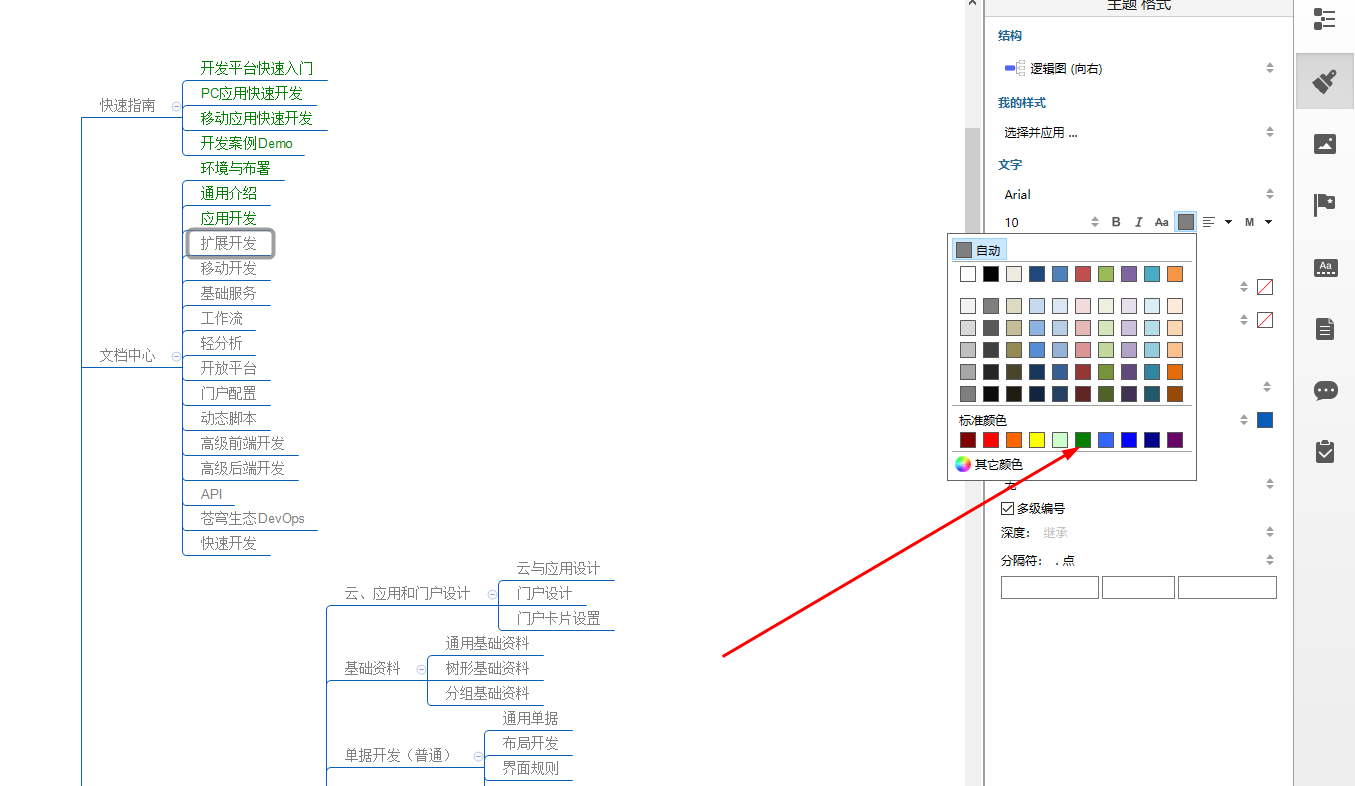 开发平台快速入门
PC应用快速开发
快速指南
移动应用快速开发
开发案例Demo
环境与布署
通用介绍
应用开发
扩展开发
移动开发
基础服务
工作流
轻分析
文档中心
开放平台
门户配置
动态脚本
高级前端开发
高级后端开发
API
苍穹生态DevOps
快速开发
云与应用设计
云、应用和门户设计
门户设计
门户卡片设置
通用基础资料
基础资料
树形基础资料
分组基础资料
通用单据
布局开发
单据开发（普通）
界面规则
主题 格式
结构
逻辑图 (向右)
我的样式
选择并应用 ...
文字
Arial
10
B I Aa M
自动
标准颜色
其它颜色
多级编号
深度： 继承
分隔符： . 点
Aa